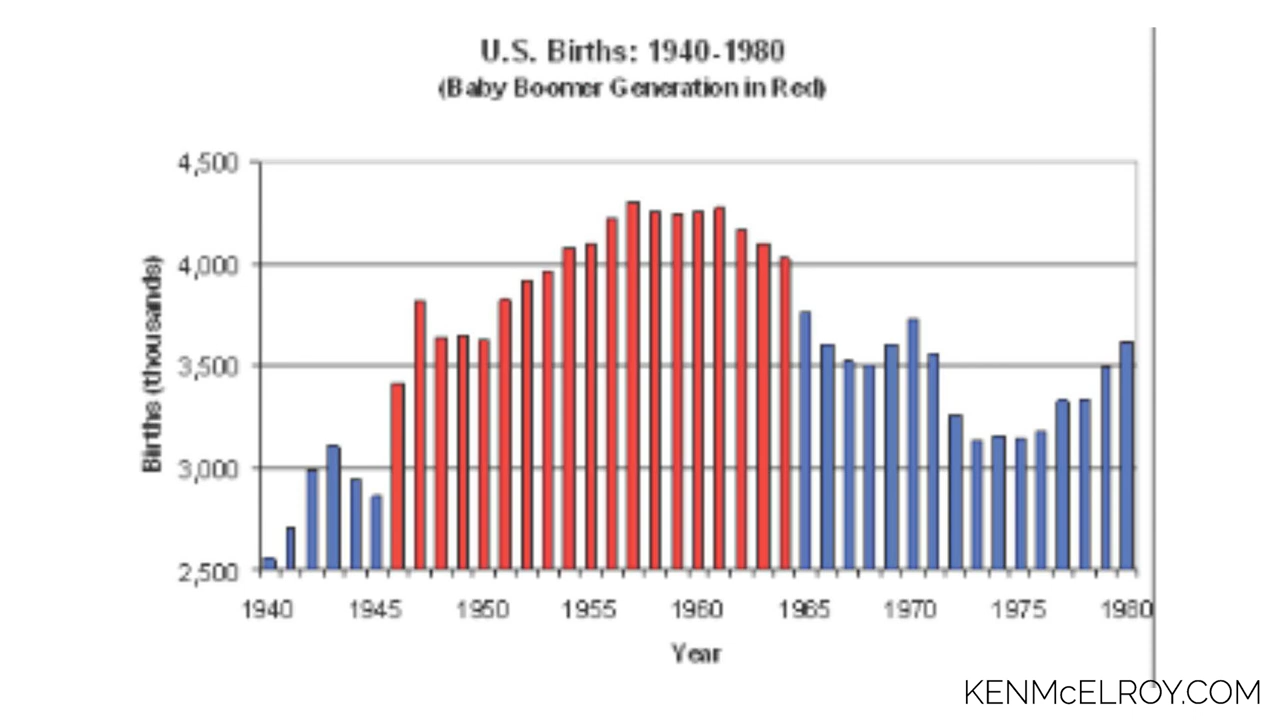 U.S. Births: 1940-1980
(Baby Boomer Generation in Red)
4,500
4,000
3,500
3,000
2,500
Births (thousands)
1940 1945 1950 1955 1960 1965 1970 1975 1980
Year
KENMcELROY.COM